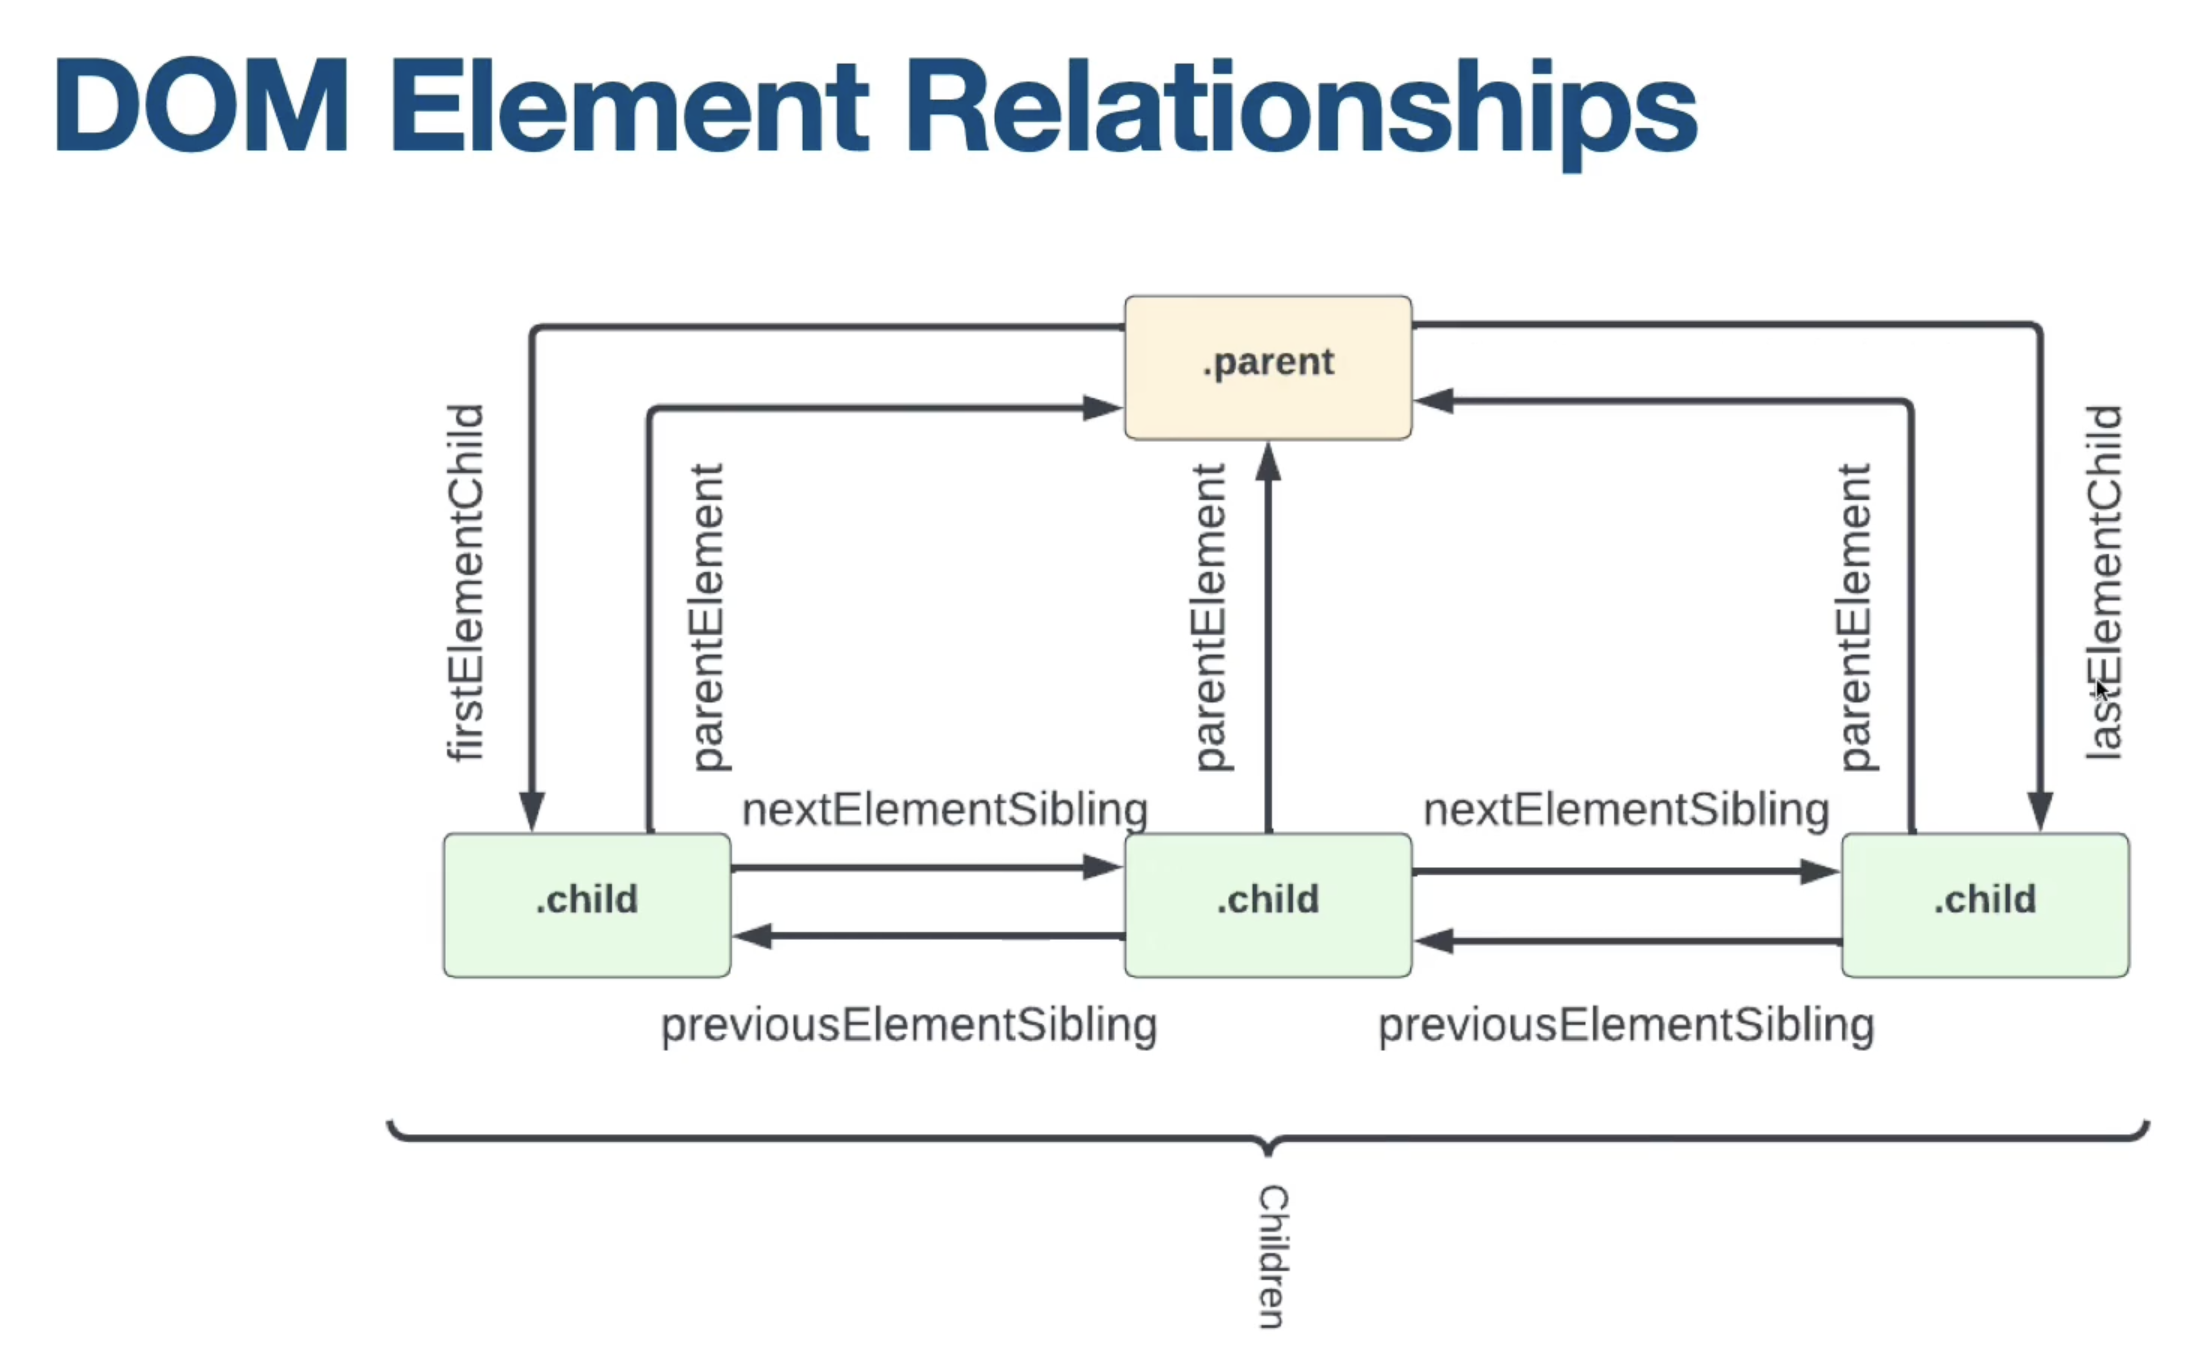 DOM Element Relationships
.parent
firstElementChild
parentElement
parentElement
parentElement
lastElementChild
nextElementSibling
nextElementSibling
.child
.child
.child
previousElementSibling
previousElementSibling
Children